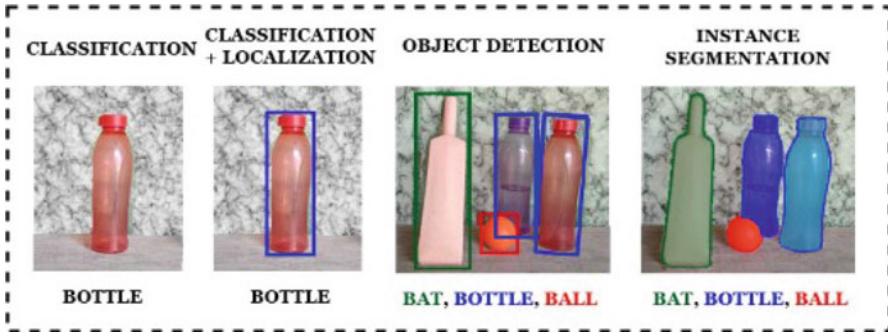 CLASSIFICATION
CLASSIFICATION
+ LOCALIZATION
OBJECT DETECTION
INSTANCE
SEGMENTATION
BOTTLE
BOTTLE
BAT, BOTTLE, BALL
BAT, BOTTLE, BALL